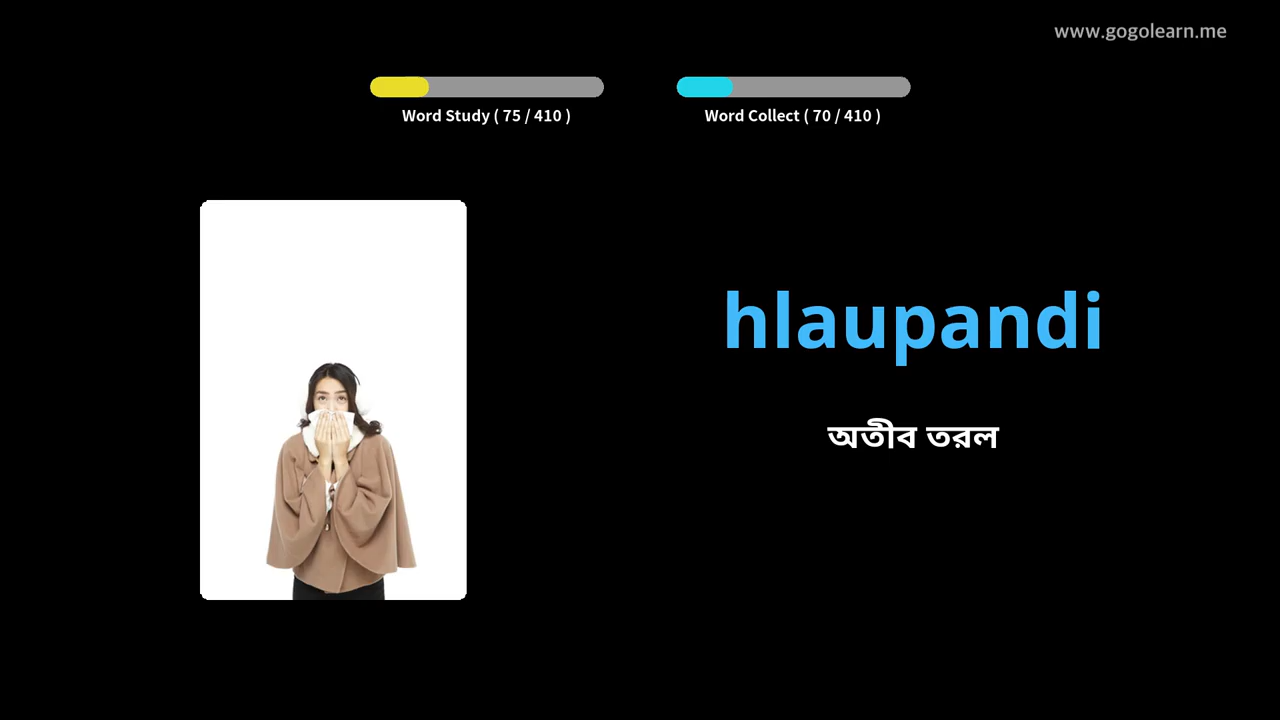 www.gogolearn.me
Word Study ( 75 / 410 )
Word Collect ( 70 / 410 )
hlaupandi
অতীব তরল